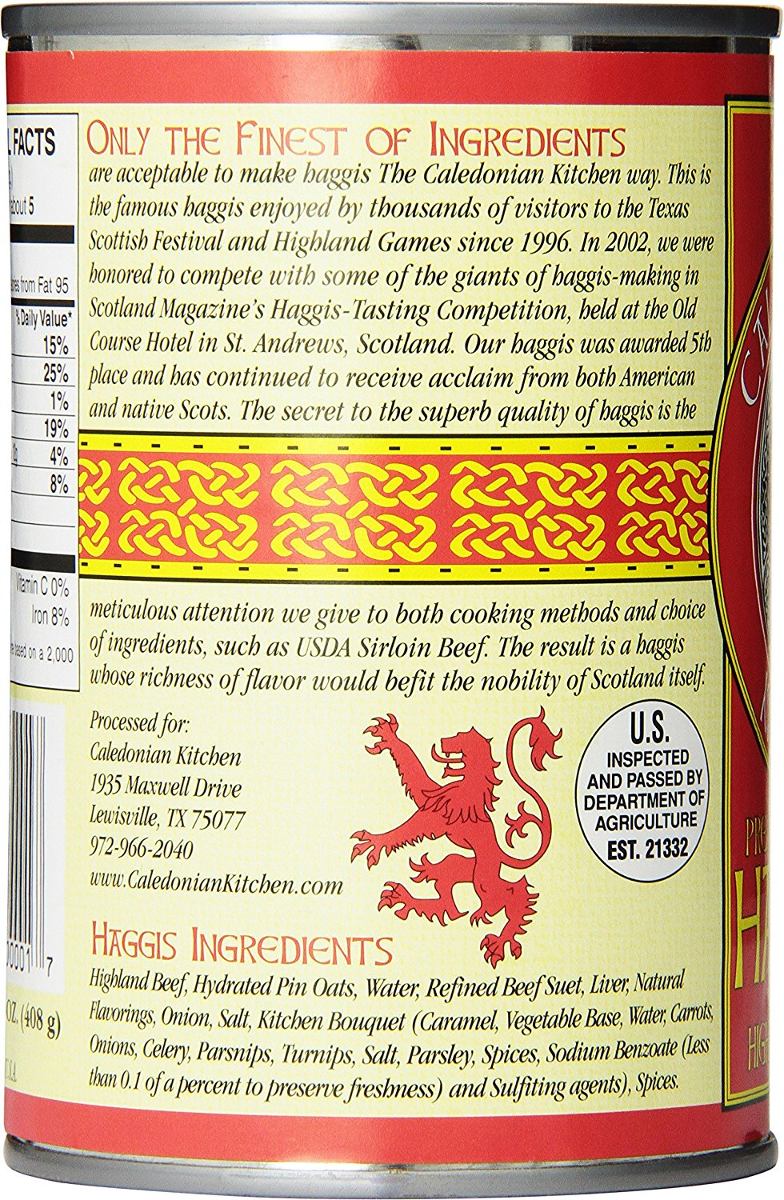 L FACTS
about 5
from Fat 95
% Daily Value*
15%
25%
1%
19%
4%
8%
Vitamin C 0%
Iron 8%
based on a 2,000
00001 7
OZ. (408 g)
ONLY THE FINEST OF INGREDIENTS
are acceptable to make haggis The Caledonian Kitchen way. This is
the famous haggis enjoyed by thousands of visitors to the Texas
Scottish Festival and Highland Games since 1996. In 2002, we were
honored to compete with some of the giants of haggis-making in
Scotland Magazine's Haggis-Tasting Competition, held at the Old
Course Hotel in St. Andrews, Scotland. Our haggis was awarded 5th
place and has continued to receive acclaim from both American
and native Scots. The secret to the superb quality of haggis is the
meticulous attention we give to both cooking methods and choice
of ingredients, such as USDA Sirloin Beef. The result is a haggis
whose richness of flavor would befit the nobility of Scotland itself.
Processed for:
Caledonian Kitchen
1935 Maxwell Drive
Lewisville, TX 75077
972-966-2040
www.CaledonianKitchen.com
U.S.
INSPECTED
AND PASSED BY
DEPARTMENT OF
AGRICULTURE
EST. 21332
HAGGIS INGREDIENTS
Highland Beef, Hydrated Pin Oats, Water, Refined Beef Suet, Liver, Natural
Flavorings, Onion, Salt, Kitchen Bouquet (Caramel, Vegetable Base, Water, Carrots,
Onions, Celery, Parsnips, Turnips, Salt, Parsley, Spices, Sodium Benzoate (Less
than 0.1 of a percent to preserve freshness) and Sulfiting agents), Spices.
CA
PR
HA
HIG